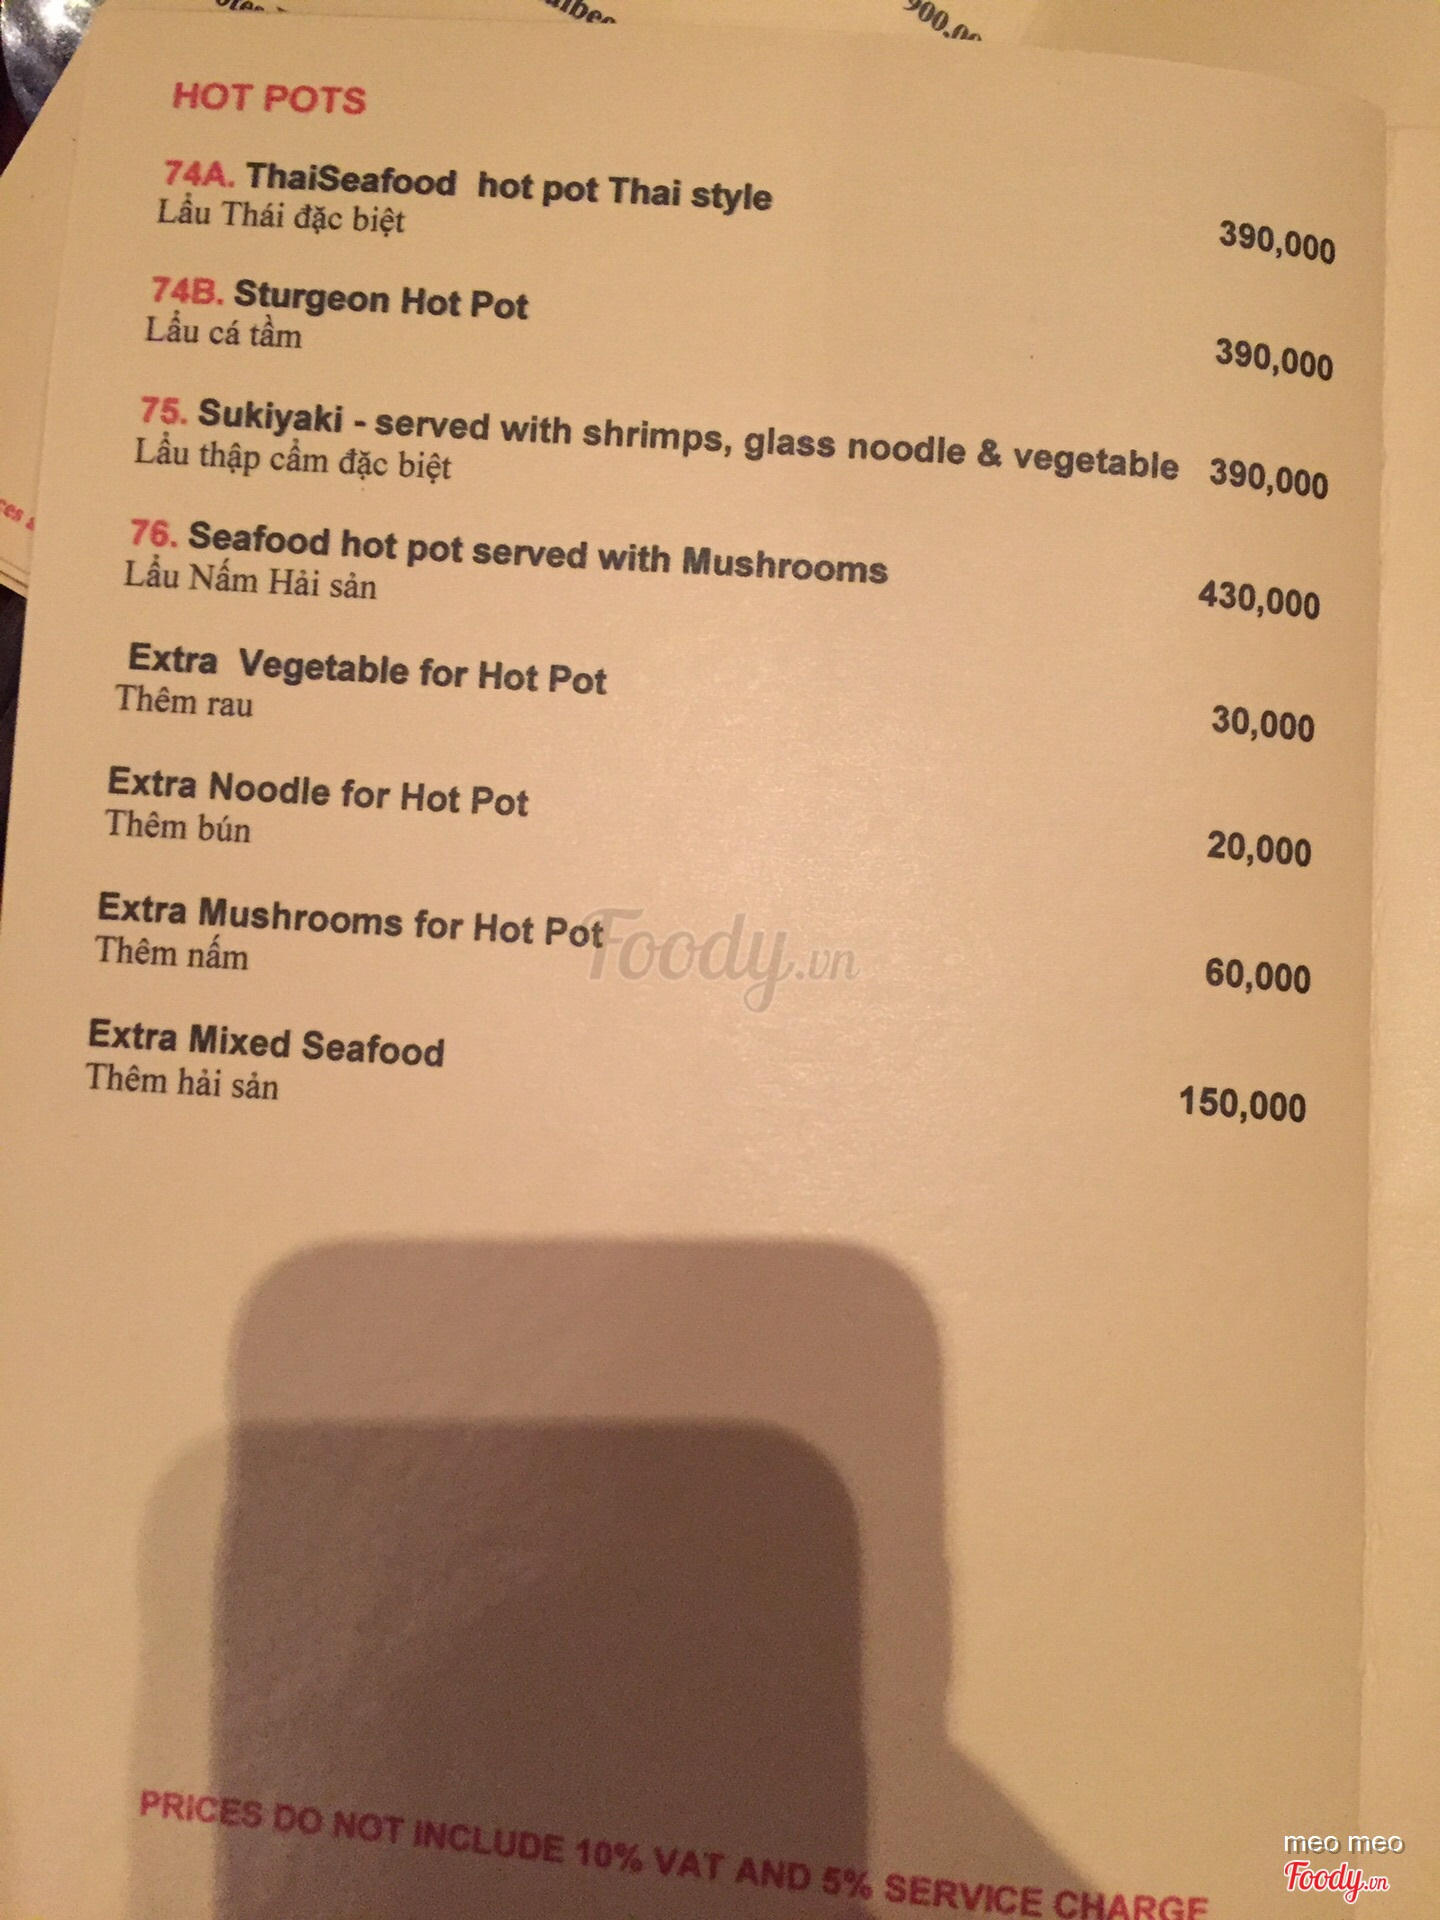 HOT POTS
74A. ThaiSeafood hot pot Thai style
Lẩu Thái đặc biệt
390,000
74B. Sturgeon Hot Pot
Lẩu cá tầm
390,000
75. Sukiyaki - served with shrimps, glass noodle & vegetable 390,000
Lẩu thập cẩm đặc biệt
76. Seafood hot pot served with Mushrooms
Lẩu Nấm Hải sản
430,000
Extra Vegetable for Hot Pot
Thêm rau
30,000
Extra Noodle for Hot Pot
Thêm bún
20,000
Extra Mushrooms for Hot Pot
Thêm nấm
60,000
Foody.vn
Extra Mixed Seafood
Thêm hải sản
150,000
PRICES DO NOT INCLUDE 10% VAT AND 5% SERVICE CHARGE
meo meo
Foody.vn